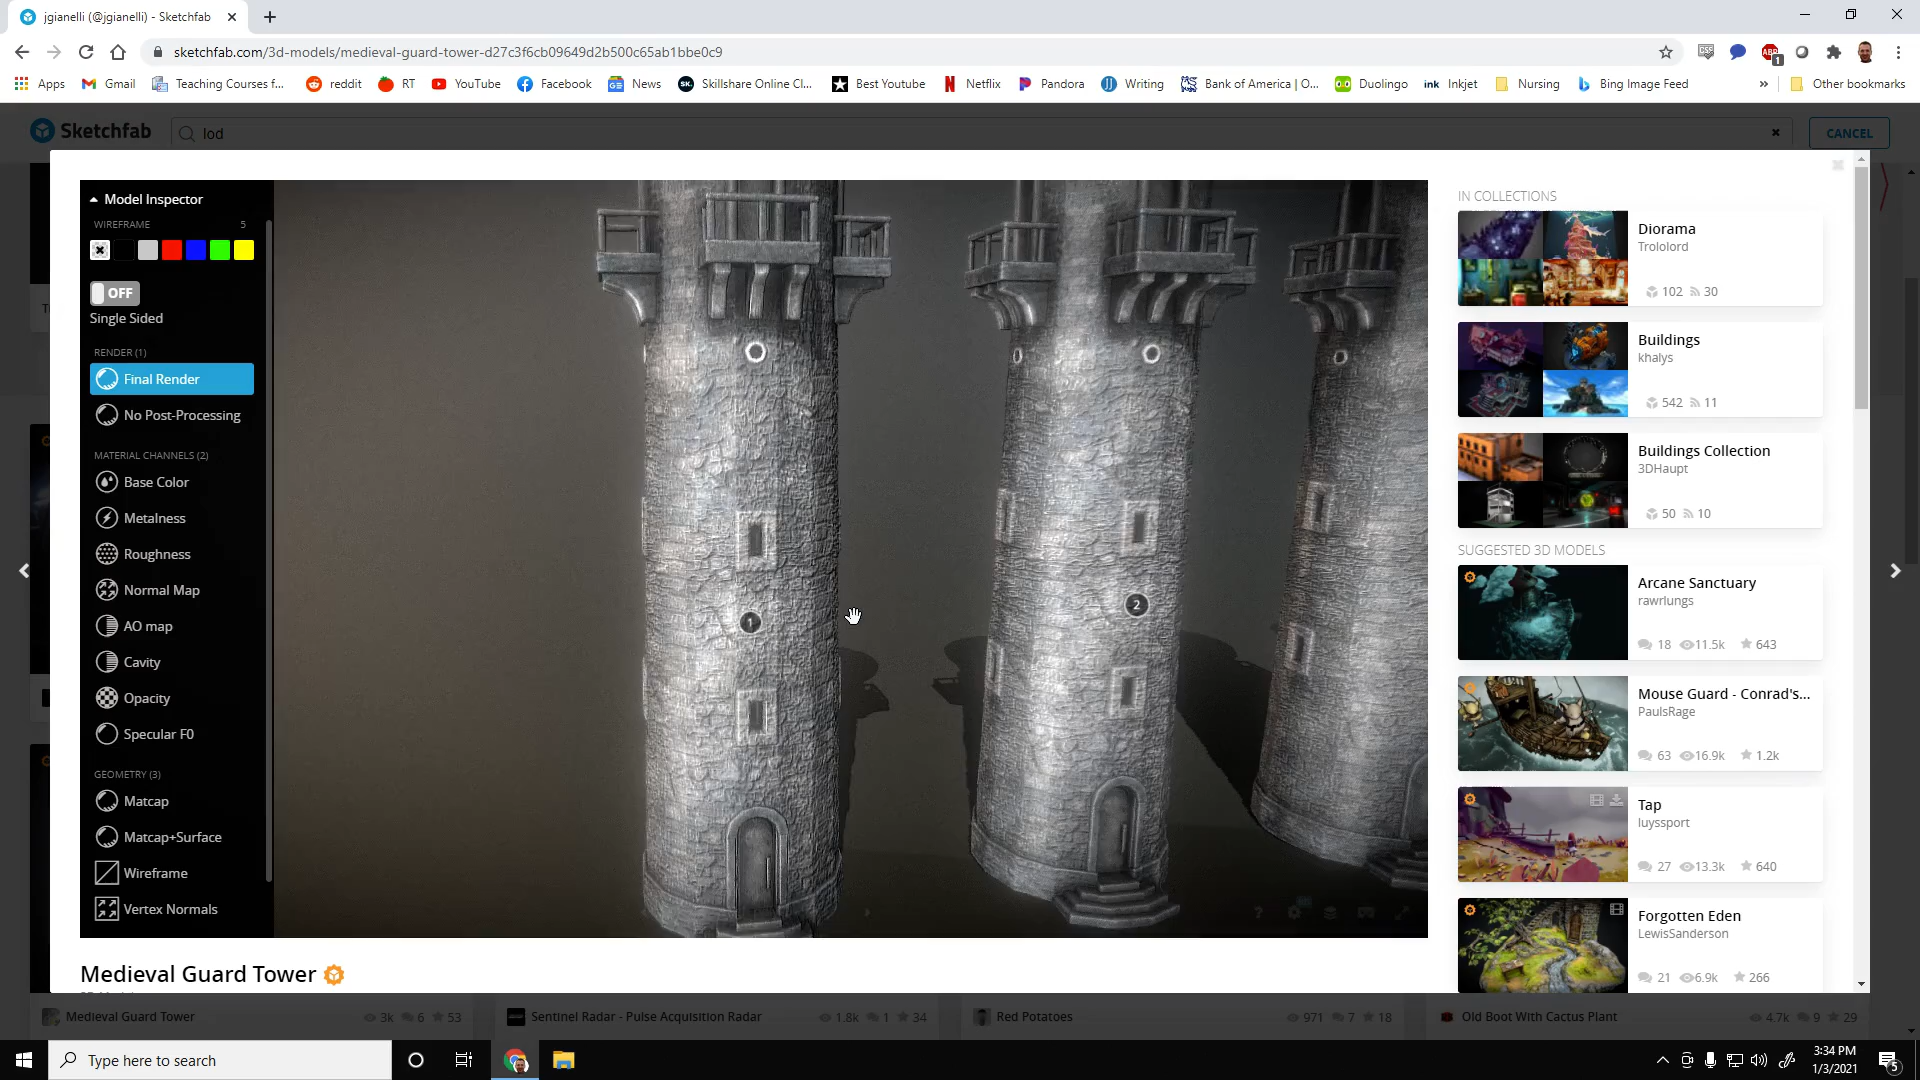 jgianelli (@jgianelli) - Sketchfab
sketchfab.com/3d-models/medieval-guard-tower-d27c3f6cb09649d2b500c65ab1bbe0c9
Apps
Gmail
Teaching Courses f...
reddit
RT
YouTube
Facebook
News
Skillshare Online Cl...
Best Youtube
Netflix
Pandora
Writing
Bank of America | O...
Duolingo
ink Inkjet
Nursing
Bing Image Feed
»
Other bookmarks
Sketchfab
lod
CANCEL
Model Inspector
WIREFRAME 5
OFF
Single Sided
RENDER (1)
Final Render
No Post-Processing
MATERIAL CHANNELS (2)
Base Color
Metalness
Roughness
Normal Map
AO map
Cavity
Opacity
Specular F0
GEOMETRY (3)
Matcap
Matcap+Surface
Wireframe
Vertex Normals
1
2
IN COLLECTIONS
Diorama
Trololord
102 30
Buildings
khalys
542 11
Buildings Collection
3DHaupt
50 10
SUGGESTED 3D MODELS
Arcane Sanctuary
rawrlungs
18 11.5k 643
Mouse Guard - Conrad's...
PaulsRage
63 16.9k 1.2k
Tap
luyssport
27 13.3k 640
Forgotten Eden
LewisSanderson
21 6.9k 266
Medieval Guard Tower
Medieval Guard Tower 3k 6 53
Sentinel Radar - Pulse Acquisition Radar 1.8k 1 34
Red Potatoes 971 7 18
Old Boot With Cactus Plant 4.7k 9 29
Type here to search
3:34 PM
1/3/2021
5